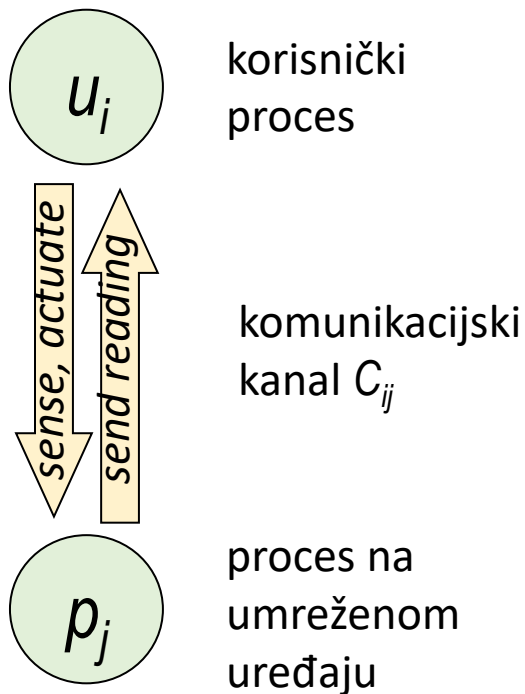 u_i
korisnički
proces
sense, actuate
send reading
komunikacijski
kanal C_ij
p_j
proces na
umreženom
uređaju